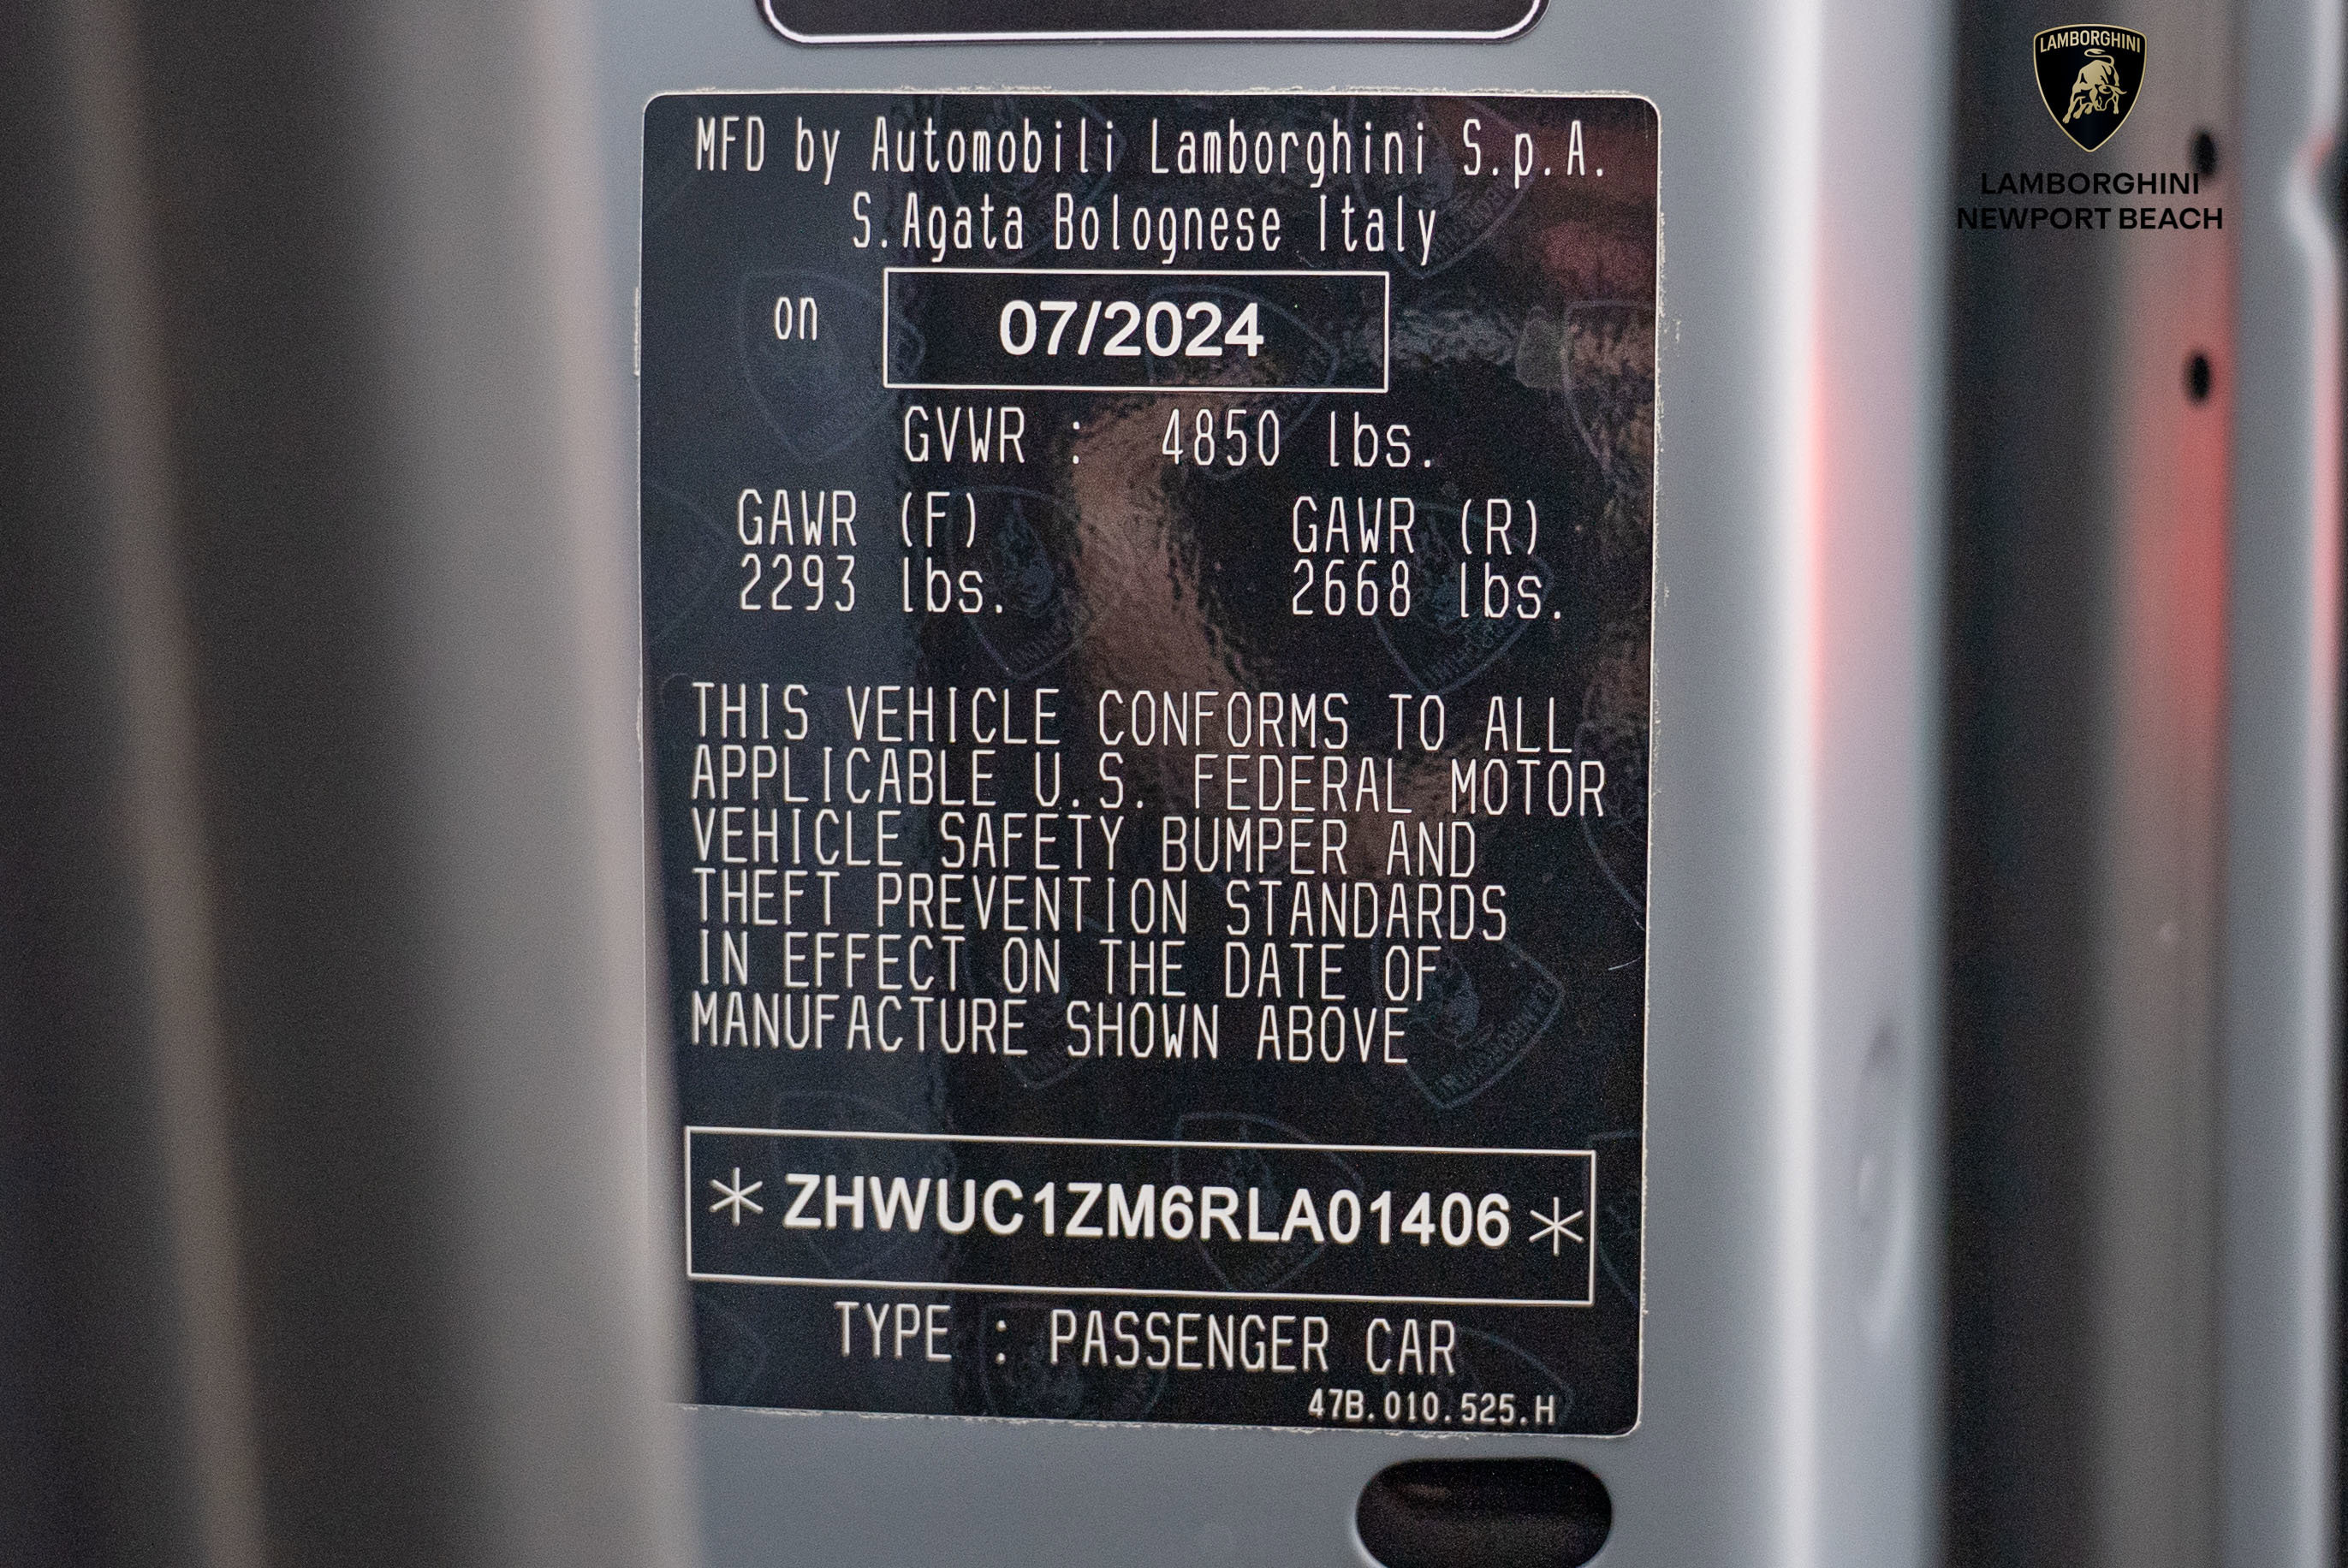 LAMBORGHINI
LAMBORGHINI
NEWPORT BEACH
MFD by Automobili Lamborghini S.p.A.
S.Agata Bolognese Italy
on 07/2024
GVWR : 4850 lbs.
GAWR (F) GAWR (R)
2293 lbs. 2668 lbs.
THIS VEHICLE CONFORMS TO ALL
APPLICABLE U.S. FEDERAL MOTOR
VEHICLE SAFETY BUMPER AND
THEFT PREVENTION STANDARDS
IN EFFECT ON THE DATE OF
MANUFACTURE SHOWN ABOVE
* ZHWUC1ZM6RLA01406 *
TYPE : PASSENGER CAR
47B.010.525.H